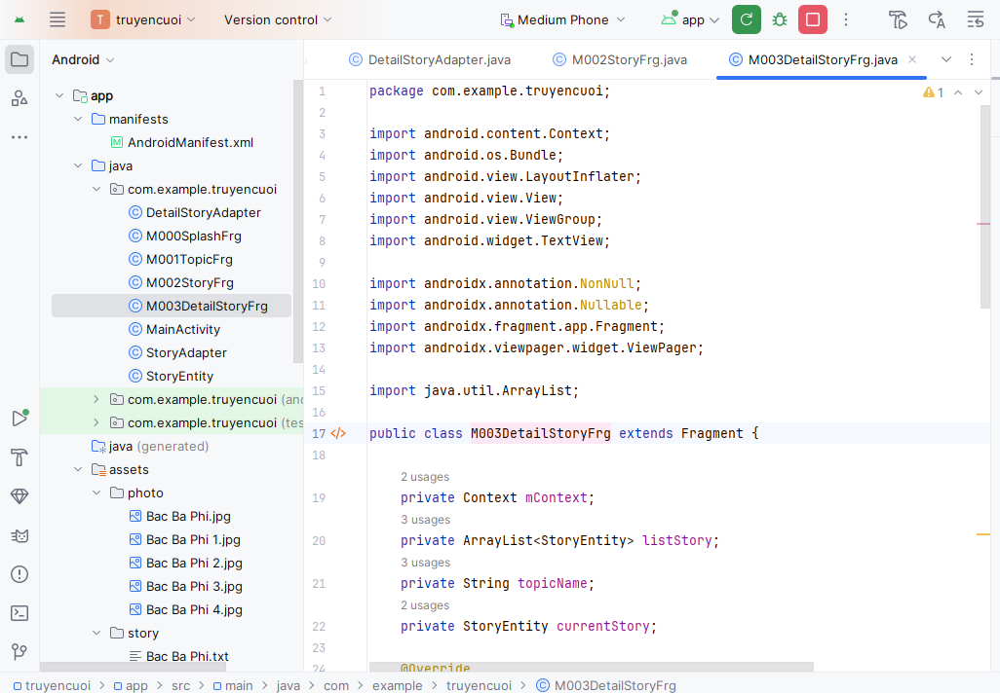 T truyencuoi Version control Medium Phone app
Android
DetailStoryAdapter.java M002StoryFrg.java M003DetailStoryFrg.java
app
manifests
M AndroidManifest.xml
java
com.example.truyencuoi
C DetailStoryAdapter
C M000SplashFrg
C M001TopicFrg
C M002StoryFrg
C M003DetailStoryFrg
C MainActivity
C StoryAdapter
C StoryEntity
com.example.truyencuoi (and
com.example.truyencuoi (tes
java (generated)
assets
photo
Bac Ba Phi.jpg
Bac Ba Phi 1.jpg
Bac Ba Phi 2.jpg
Bac Ba Phi 3.jpg
Bac Ba Phi 4.jpg
story
Bac Ba Phi.txt
1 package com.example.truyencuoi; 1
2
3 import android.content.Context;
4 import android.os.Bundle;
5 import android.view.LayoutInflater;
6 import android.view.View;
7 import android.view.ViewGroup;
8 import android.widget.TextView;
9
10 import androidx.annotation.NonNull;
11 import androidx.annotation.Nullable;
12 import androidx.fragment.app.Fragment;
13 import androidx.viewpager.widget.ViewPager;
14
15 import java.util.ArrayList;
16
17 </> public class M003DetailStoryFrg extends Fragment {
18
2 usages
19 private Context mContext;
3 usages
20 private ArrayList<StoryEntity> listStory;
3 usages
21 private String topicName;
2 usages
22 private StoryEntity currentStory;
23
24 @Override
truyencuoi > app > src > main > java > com > example > truyencuoi > C M003DetailStoryFrg